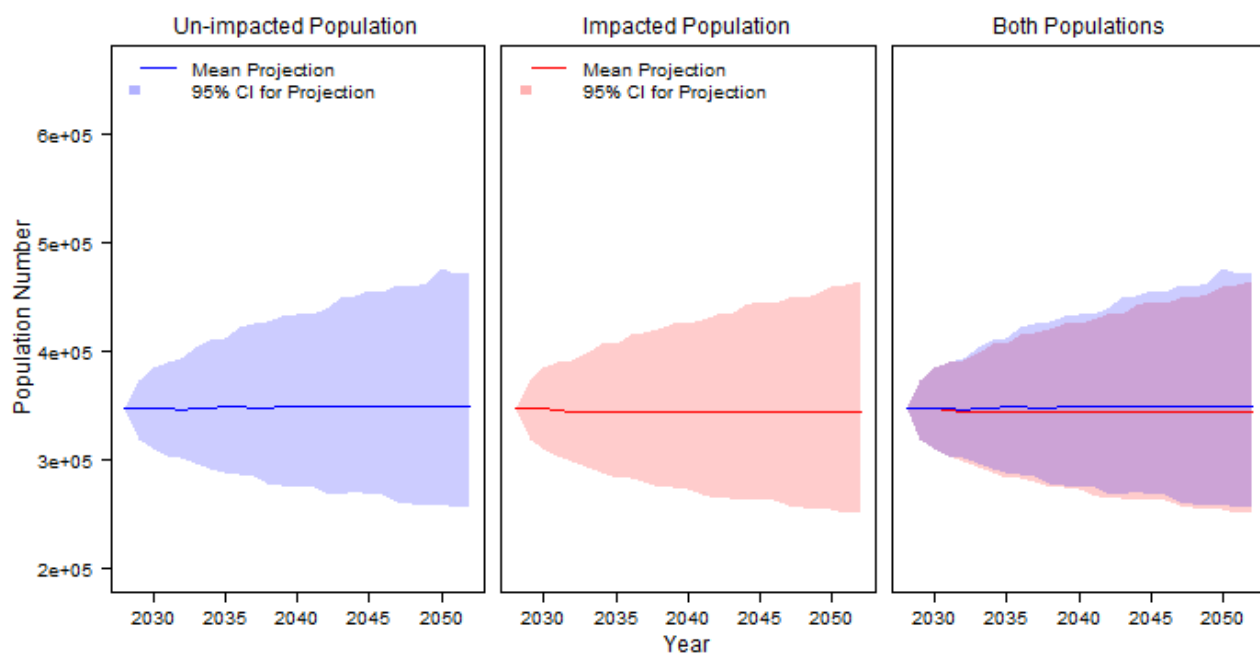 Un-impacted Population
Impacted Population
Both Populations
Mean Projection
95% CI for Projection
Mean Projection
95% CI for Projection
Population Number
6e+05
5e+05
4e+05
3e+05
2e+05
2030 2035 2040 2045 2050
2030 2035 2040 2045 2050
2030 2035 2040 2045 2050
Year